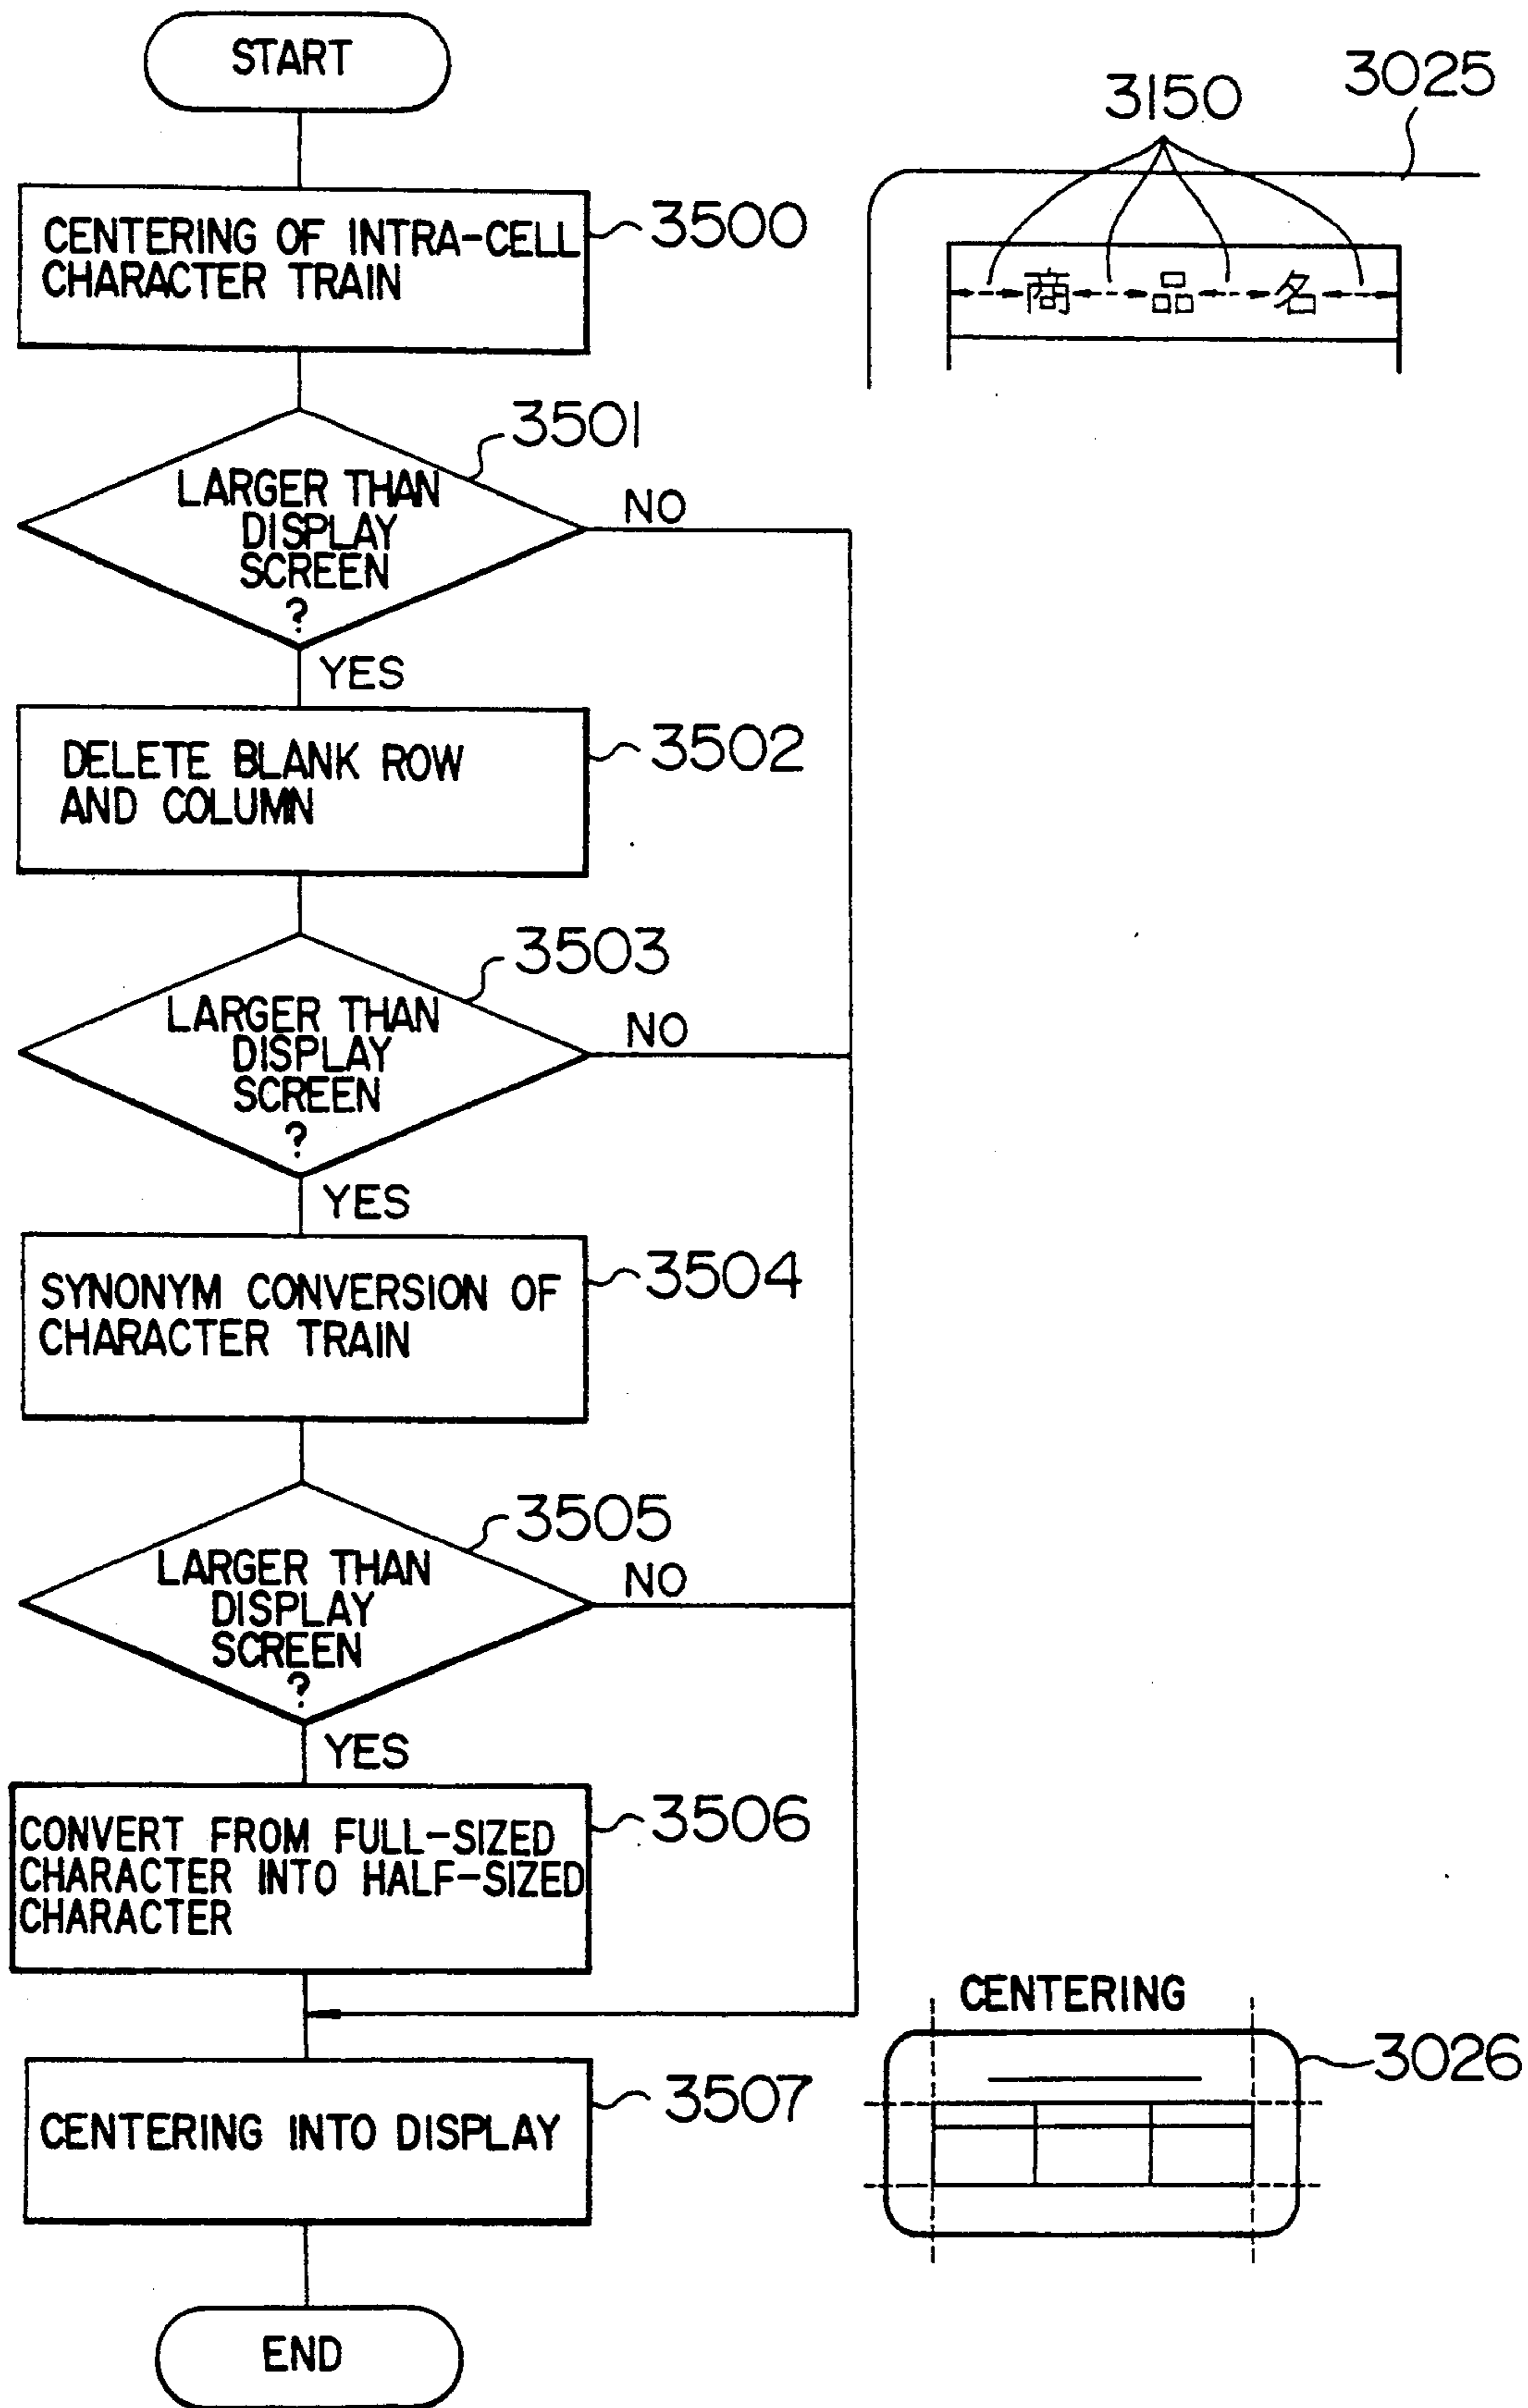 START
3150
3025
CENTERING OF INTRA-CELL
CHARACTER TRAIN
3500
商 品 名
3501
LARGER THAN
DISPLAY
SCREEN
?
NO
YES
DELETE BLANK ROW
AND COLUMN
3502
3503
LARGER THAN
DISPLAY
SCREEN
?
NO
YES
SYNONYM CONVERSION OF
CHARACTER TRAIN
3504
3505
LARGER THAN
DISPLAY
SCREEN
?
NO
YES
CONVERT FROM FULL-SIZED
CHARACTER INTO HALF-SIZED
CHARACTER
3506
CENTERING
3026
CENTERING INTO DISPLAY
3507
END